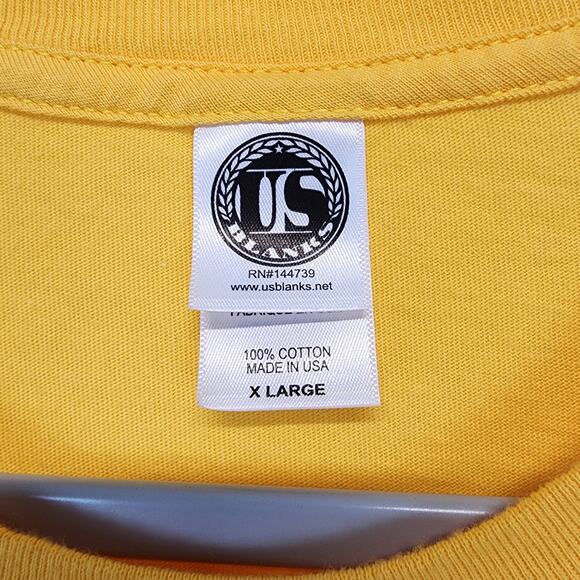 US
BLANKS
RN#144739
www.usblanks.net
100% COTTON
MADE IN USA
X LARGE